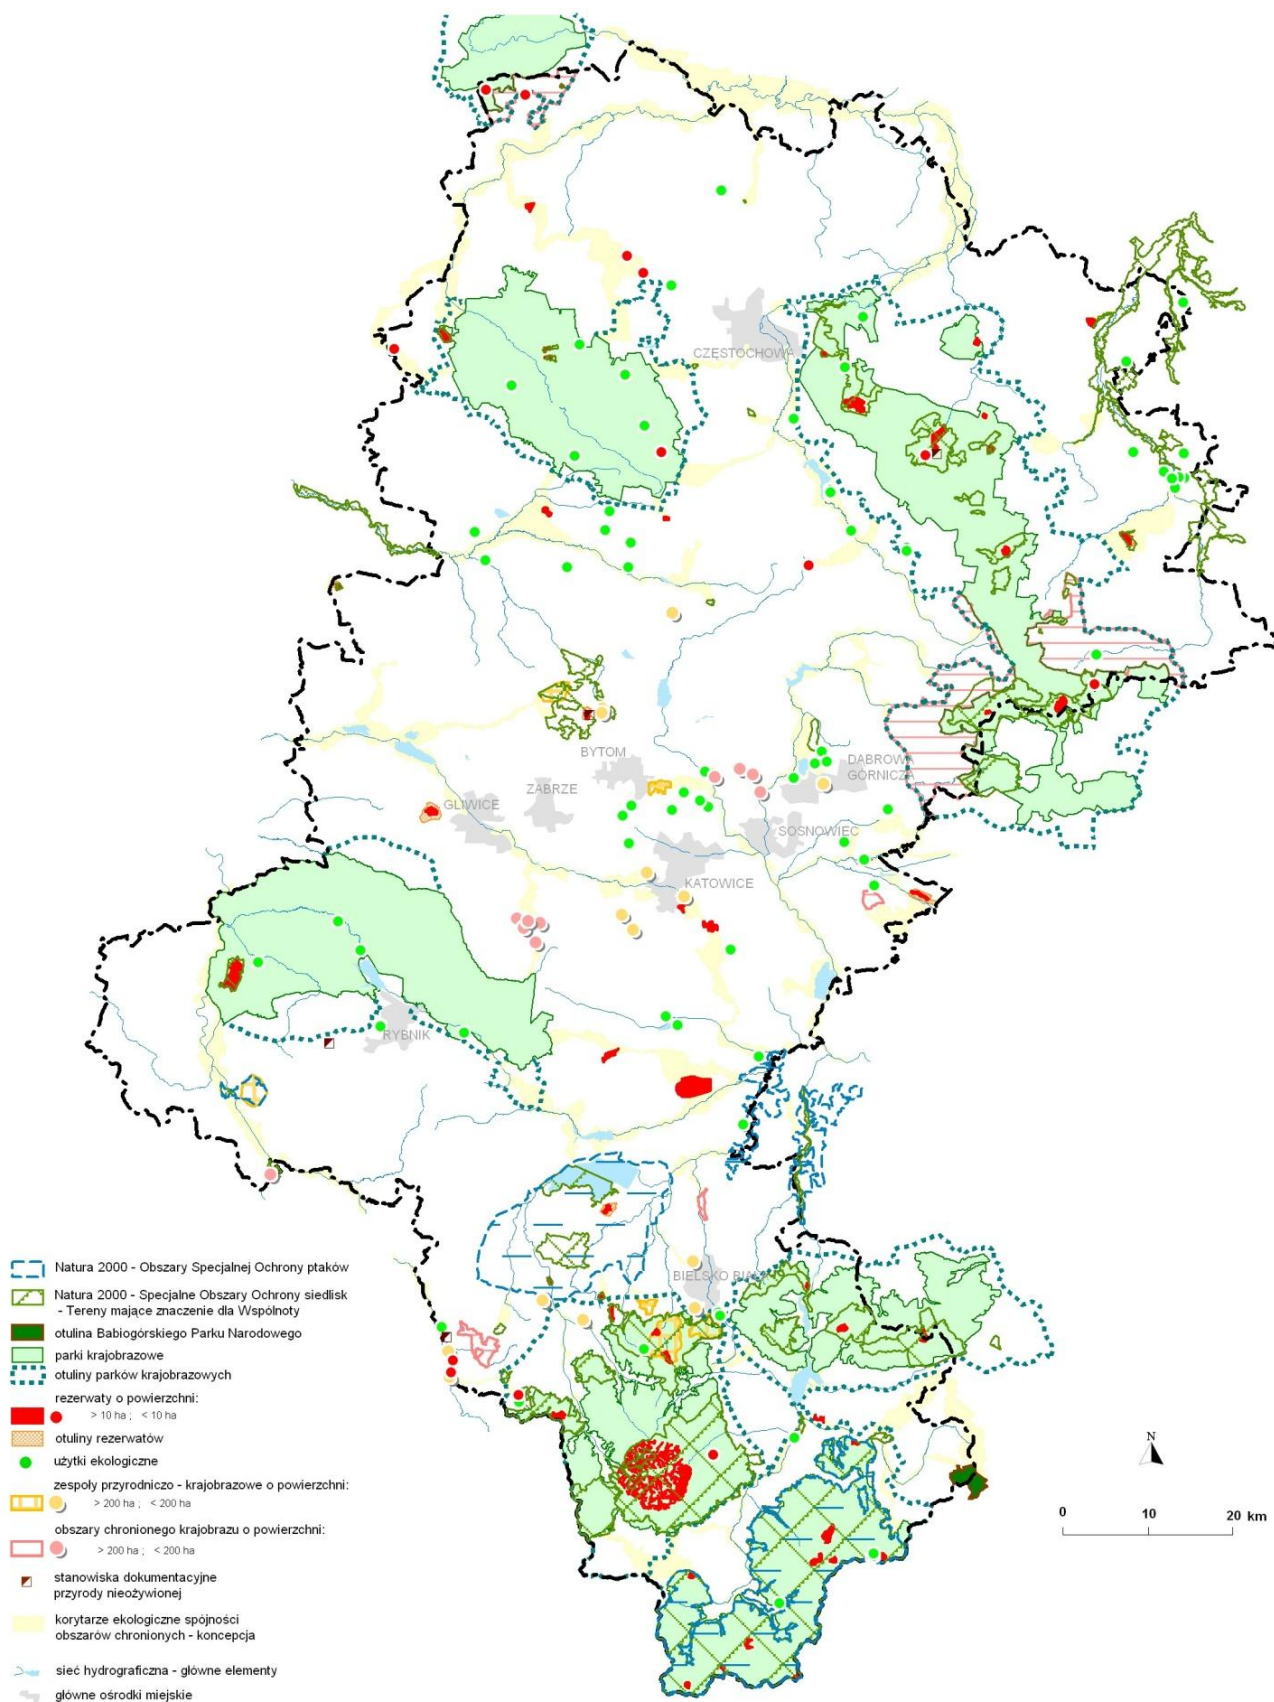 CZĘSTOCHOWA
BYTOM
DĄBROWA
GÓRNICZA
ZABRZE
GLIWICE
SOSNOWIEC
KATOWICE
RYBNIK
BIELSKO BIAŁA
Natura 2000 - Obszary Specjalnej Ochrony ptaków
Natura 2000 - Specjalne Obszary Ochrony siedlisk
- Tereny mające znaczenie dla Wspólnoty
otulina Babiogórskiego Parku Narodowego
parki krajobrazowe
otuliny parków krajobrazowych
rezerwaty o powierzchni:
> 10 ha ; < 10 ha
otuliny rezerwatów
użytki ekologiczne
zespoły przyrodniczo - krajobrazowe o powierzchni:
> 200 ha ; < 200 ha
obszary chronionego krajobrazu o powierzchni:
> 200 ha ; < 200 ha
stanowiska dokumentacyjne
przyrody nieożywionej
korytarze ekologiczne spójności
obszarów chronionych - koncepcja
sieć hydrograficzna - główne elementy
główne ośrodki miejskie
N
0 10 20 km